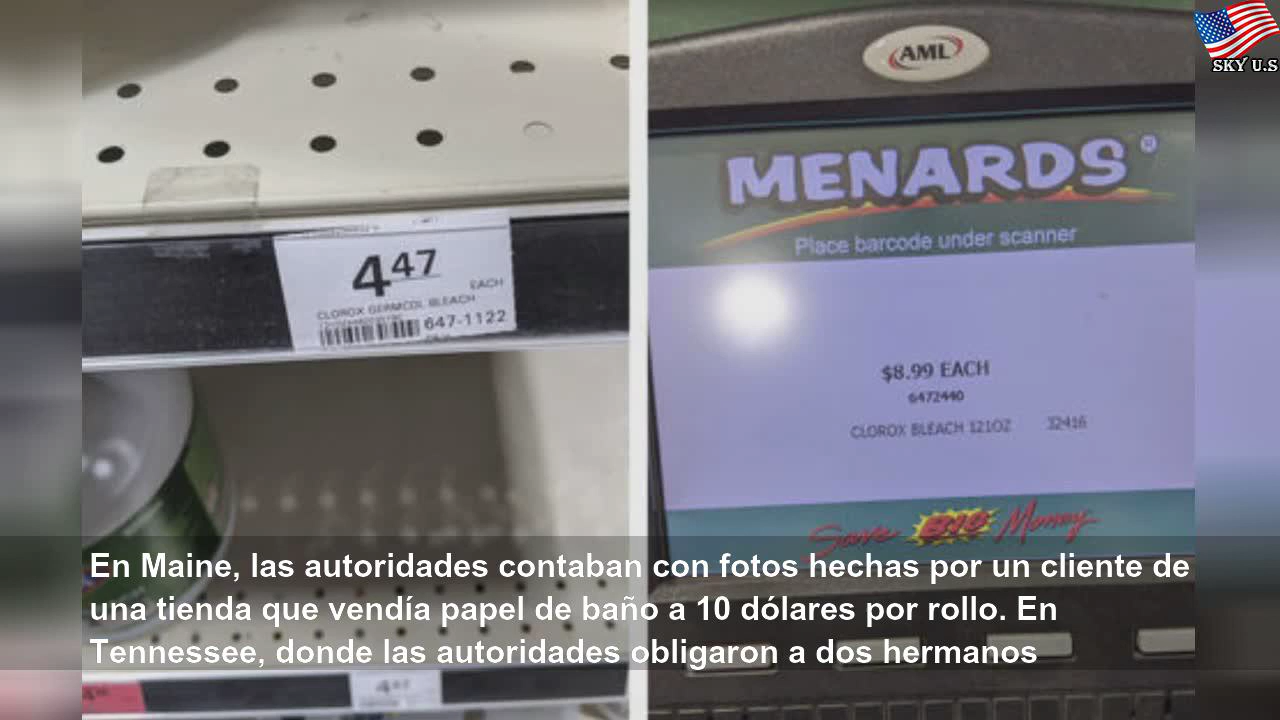 SKY U.S
AML
MENARDS®
Place barcode under scanner
4 47
EACH
CLOROX GERMCDL BLEACH
647-1122
$8.99 EACH
6472440
CLOROX BLEACH 121OZ 32416
Save BIG Money
En Maine, las autoridades contaban con fotos hechas por un cliente de
una tienda que vendía papel de baño a 10 dólares por rollo. En
Tennessee, donde las autoridades obligaron a dos hermanos